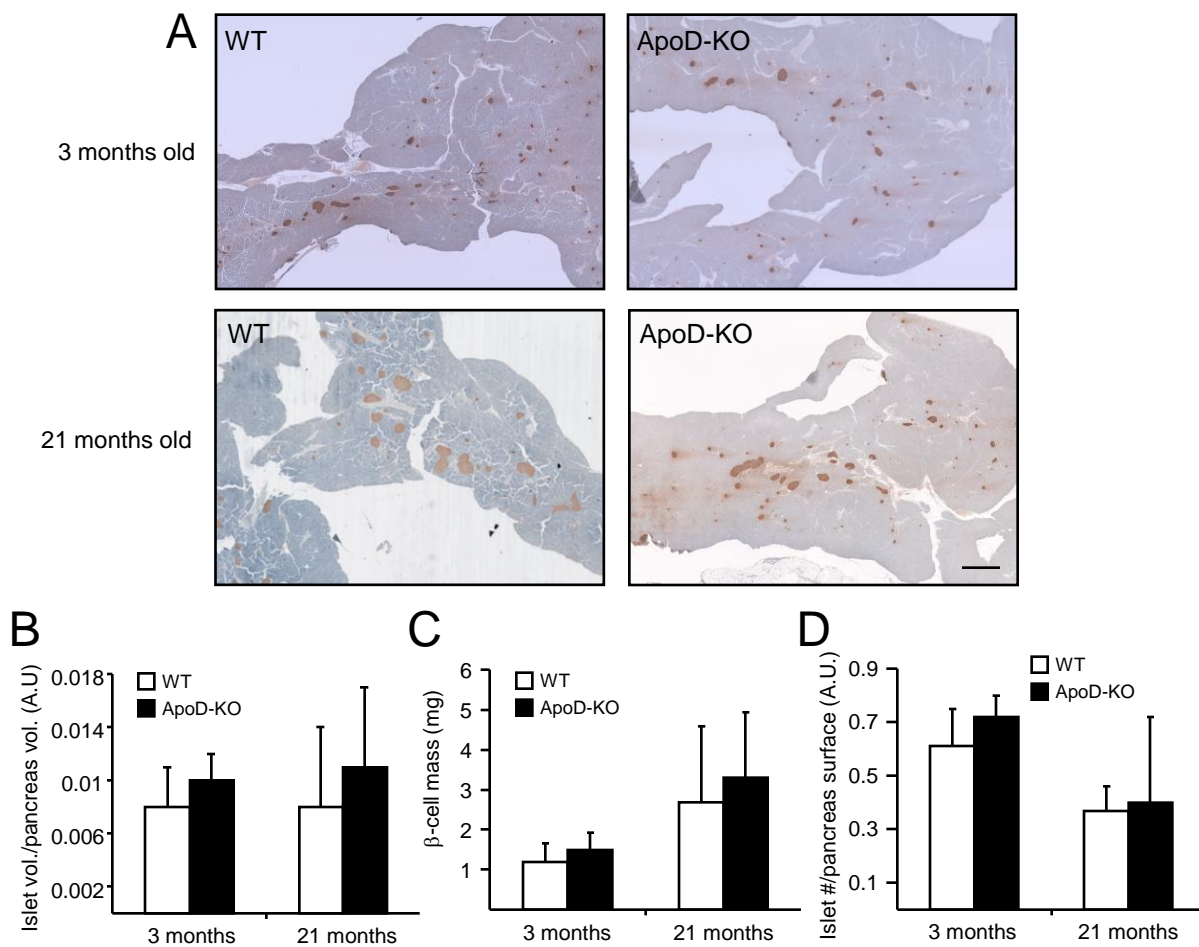 A
WT
ApoD-KO
3 months old
WT
ApoD-KO
21 months old
B
Islet vol./pancreas vol. (A.U)
0.018
0.014
0.01
0.006
0.002
WT
ApoD-KO
3 months
21 months
C
β-cell mass (mg)
6
5
4
3
2
1
WT
ApoD-KO
3 months
21 months
D
Islet #/pancreas surface (A.U.)
0.9
0.7
0.5
0.3
0.1
WT
ApoD-KO
3 months
21 months